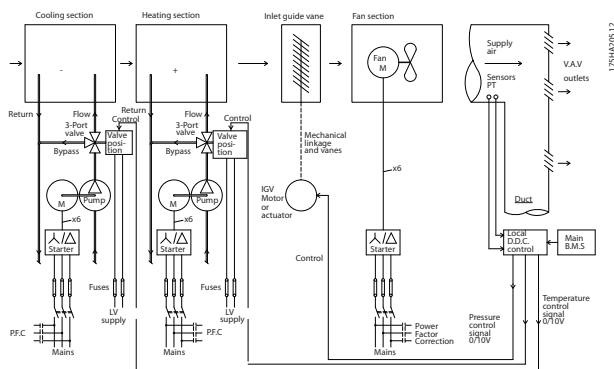 Cooling section
Heating section
Inlet guide vane
Fan section
-
+
Fan
M
Supply
air
Sensors
PT
V.A.V
outlets
175HA205.12
Return
Flow
3-Port
valve
Bypass
Control
Valve
posi-
tion
Return
Flow
3-Port
valve
Bypass
Control
Valve
posi-
tion
Mechanical
linkage
and vanes
M
Pump
x6
Starter
M
Pump
x6
Starter
IGV
Motor
or
actuator
x6
Starter
Duct
Local
D.D.C.
control
Main
B.M.S
Control
Fuses
LV
supply
Fuses
LV
supply
P.F.C
Mains
P.F.C
Mains
Power
Factor
Correction
Mains
Pressure
control
signal
0/10V
Temperature
control
signal
0/10V